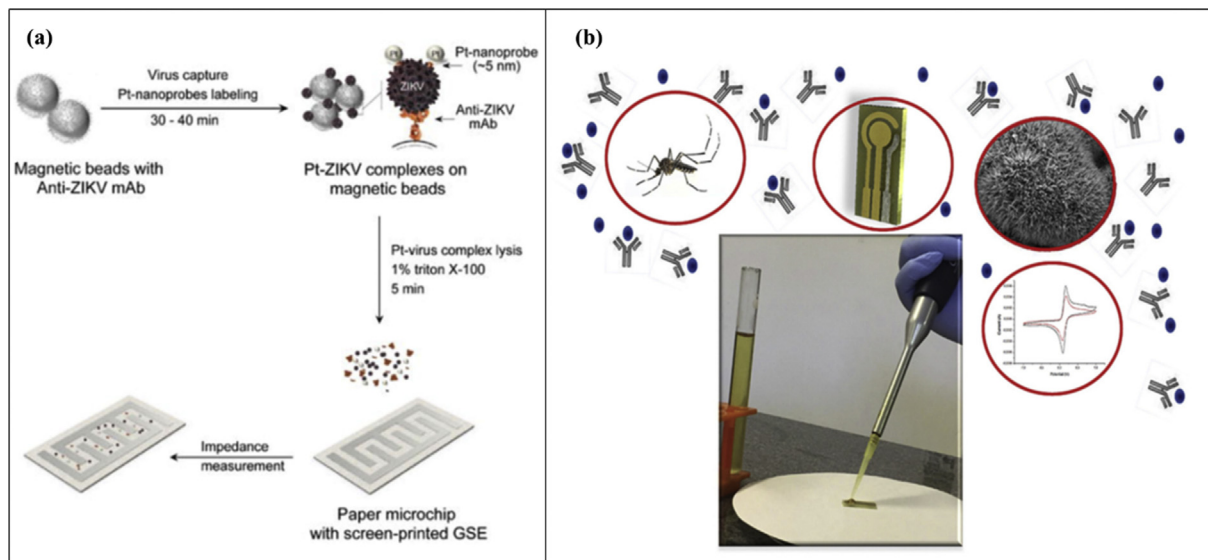 (a)
Virus capture
Pt-nanoprobes labeling
30 - 40 min
Magnetic beads with
Anti-ZIKV mAb
Pt
Pt
ZIKV
Pt-nanoprobe
(~5 nm)
Anti-ZIKV
mAb
Pt-ZIKV complexes on
magnetic beads
Pt-virus complex lysis
1% triton X-100
5 min
Impedance
measurement
Paper microchip
with screen-printed GSE
(b)